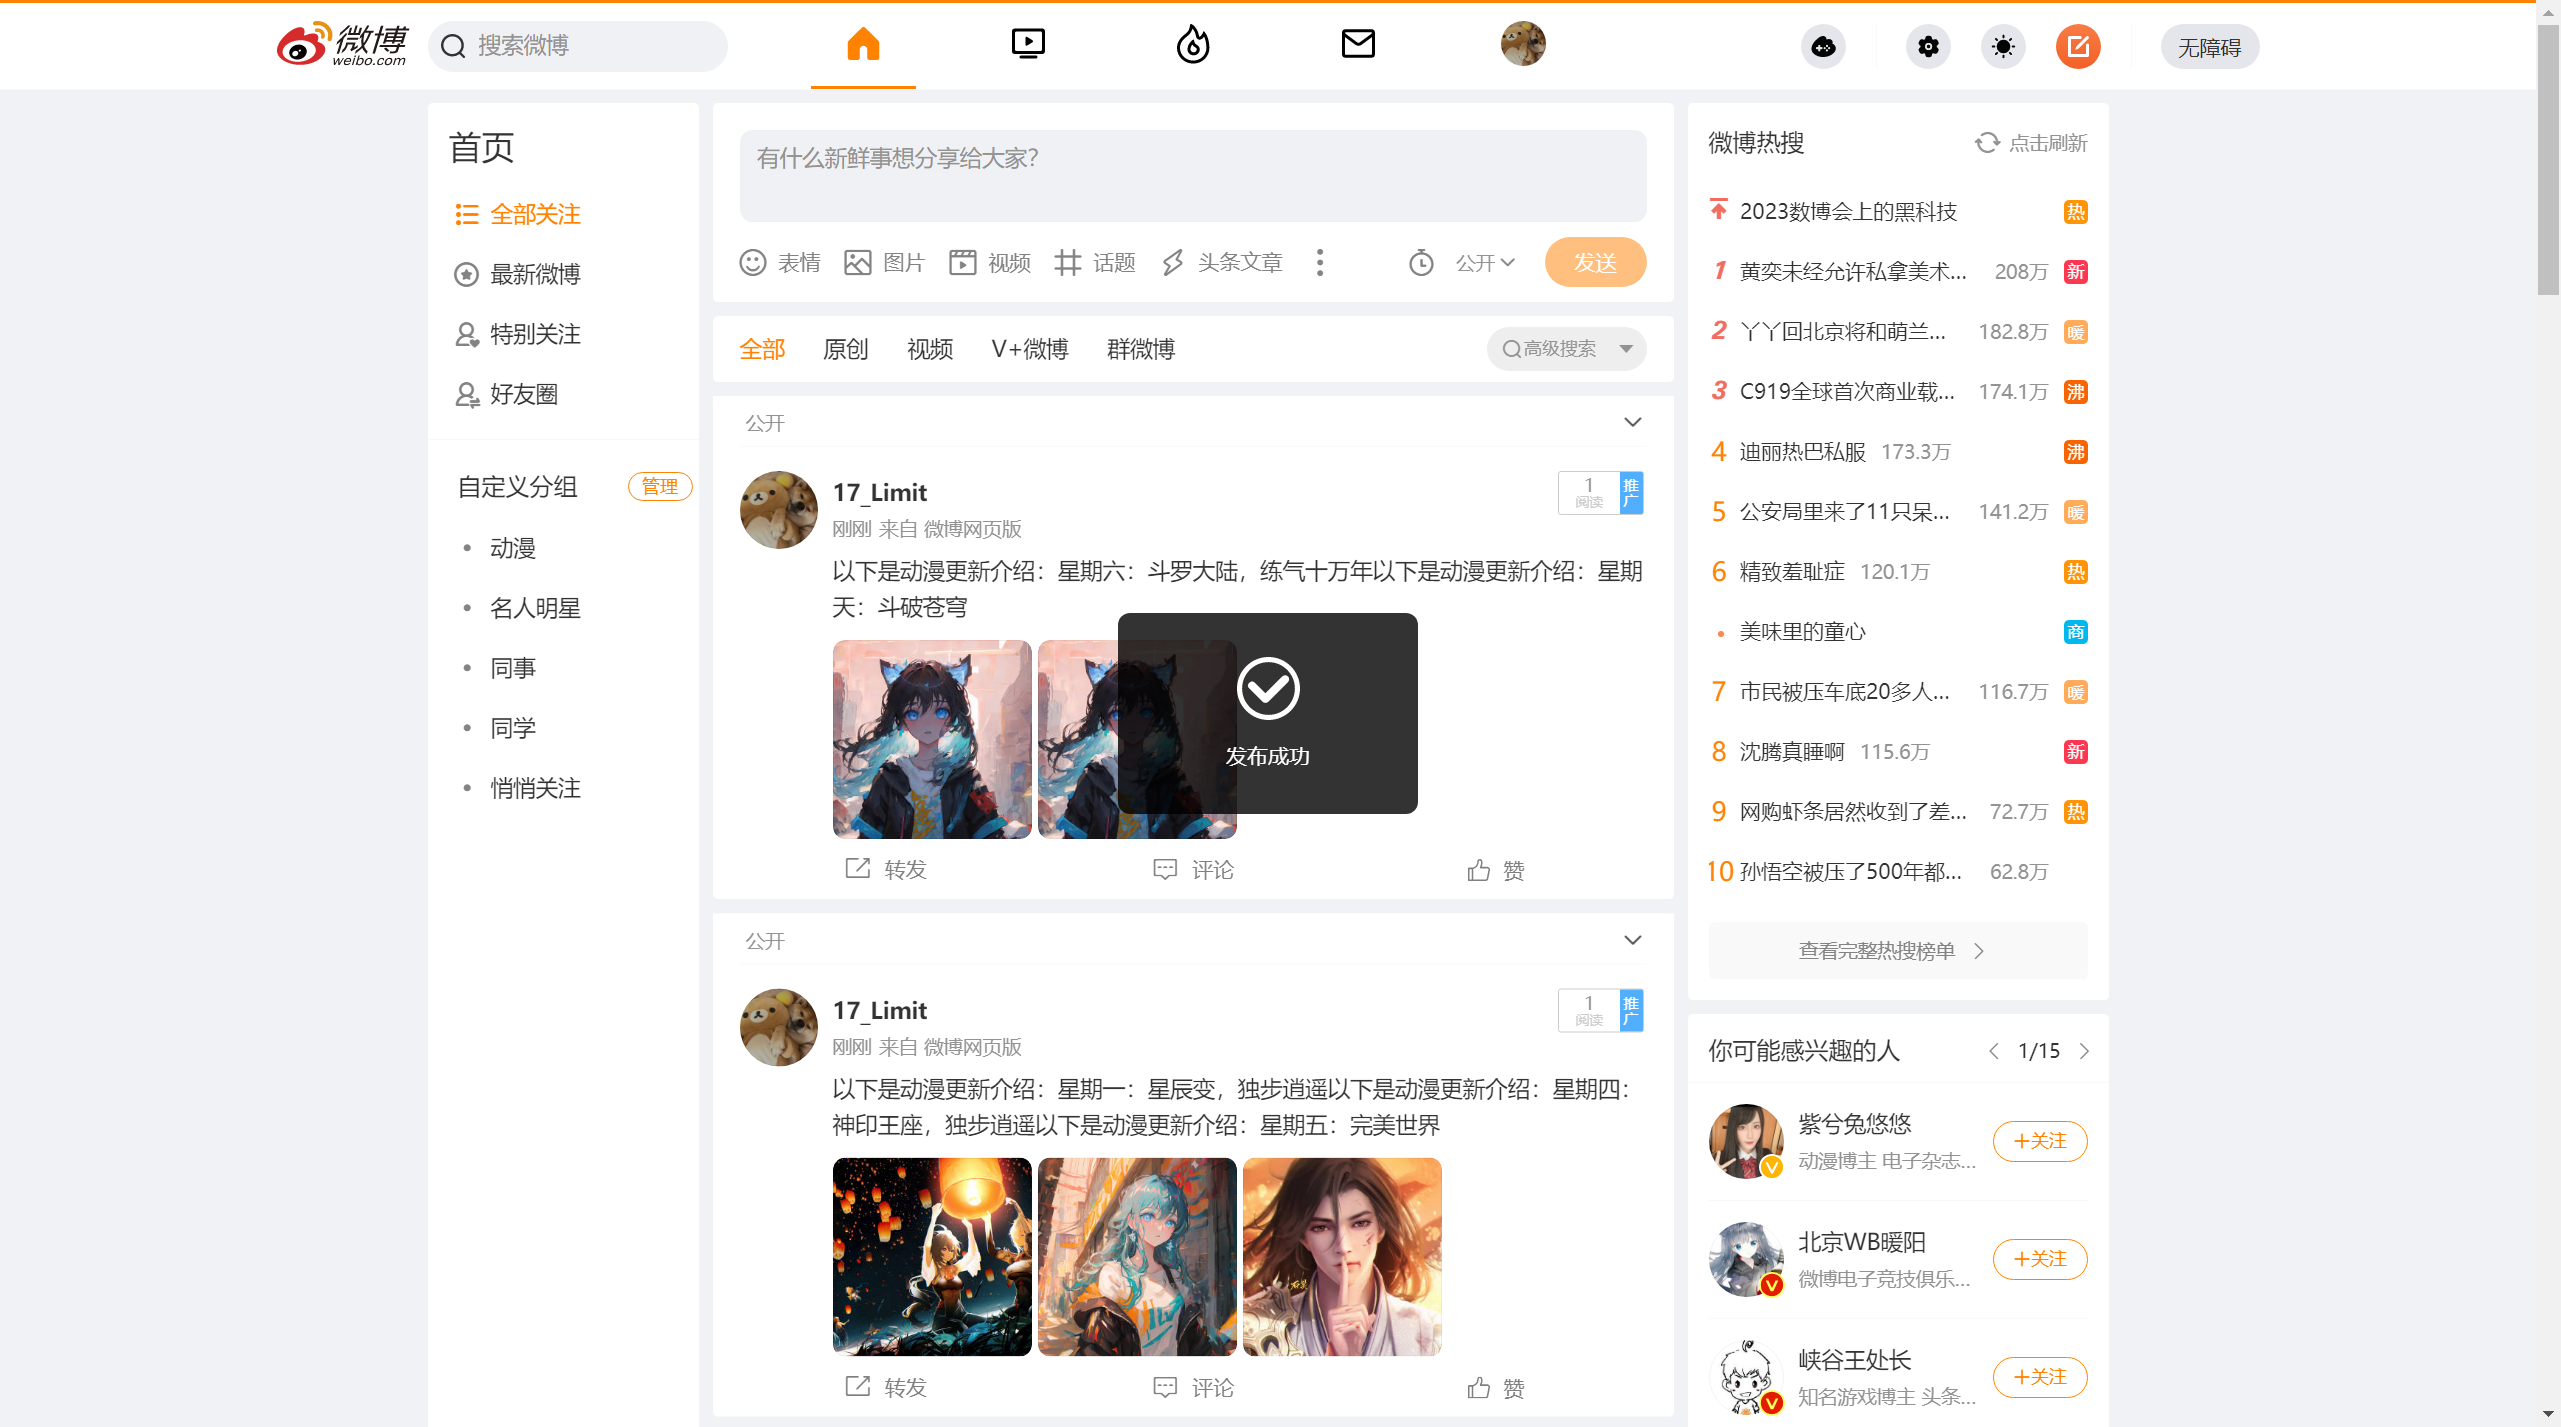 微博
weibo.com
搜索微博
无障碍
首页
全部关注
最新微博
特别关注
好友圈
自定义分组
管理
动漫
名人明星
同事
同学
悄悄关注
有什么新鲜事想分享给大家？
表情
图片
视频
话题
头条文章
公开
发送
全部
原创
视频
V+微博
群微博
高级搜索
公开
17_Limit
刚刚 来自 微博网页版
1
阅读
推广
以下是动漫更新介绍：星期六：斗罗大陆，练气十万年以下是动漫更新介绍：星期
天：斗破苍穹
发布成功
转发
评论
赞
公开
17_Limit
刚刚 来自 微博网页版
1
阅读
推广
以下是动漫更新介绍：星期一：星辰变，独步逍遥以下是动漫更新介绍：星期四：
神印王座，独步逍遥以下是动漫更新介绍：星期五：完美世界
转发
评论
赞
微博热搜
点击刷新
2023数博会上的黑科技 热
1 黄奕未经允许私拿美术... 208万 新
2 丫丫回北京将和萌兰... 182.8万 暖
3 C919全球首次商业载... 174.1万 沸
4 迪丽热巴私服 173.3万 沸
5 公安局里来了11只呆... 141.2万 暖
6 精致羞耻症 120.1万 热
美味里的童心 商
7 市民被压车底20多人... 116.7万 暖
8 沈腾真睡啊 115.6万 新
9 网购虾条居然收到了差... 72.7万 热
10 孙悟空被压了500年都... 62.8万
查看完整热搜榜单
你可能感兴趣的人
1/15
紫兮兔悠悠
动漫博主 电子杂志...
+关注
北京WB暖阳
微博电子竞技俱乐...
+关注
峡谷王处长
知名游戏博主 头条...
+关注